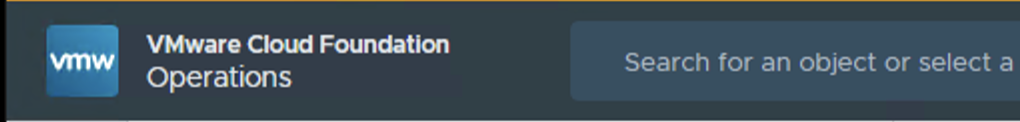 vmw
VMware Cloud Foundation
Operations
Search for an object or select a